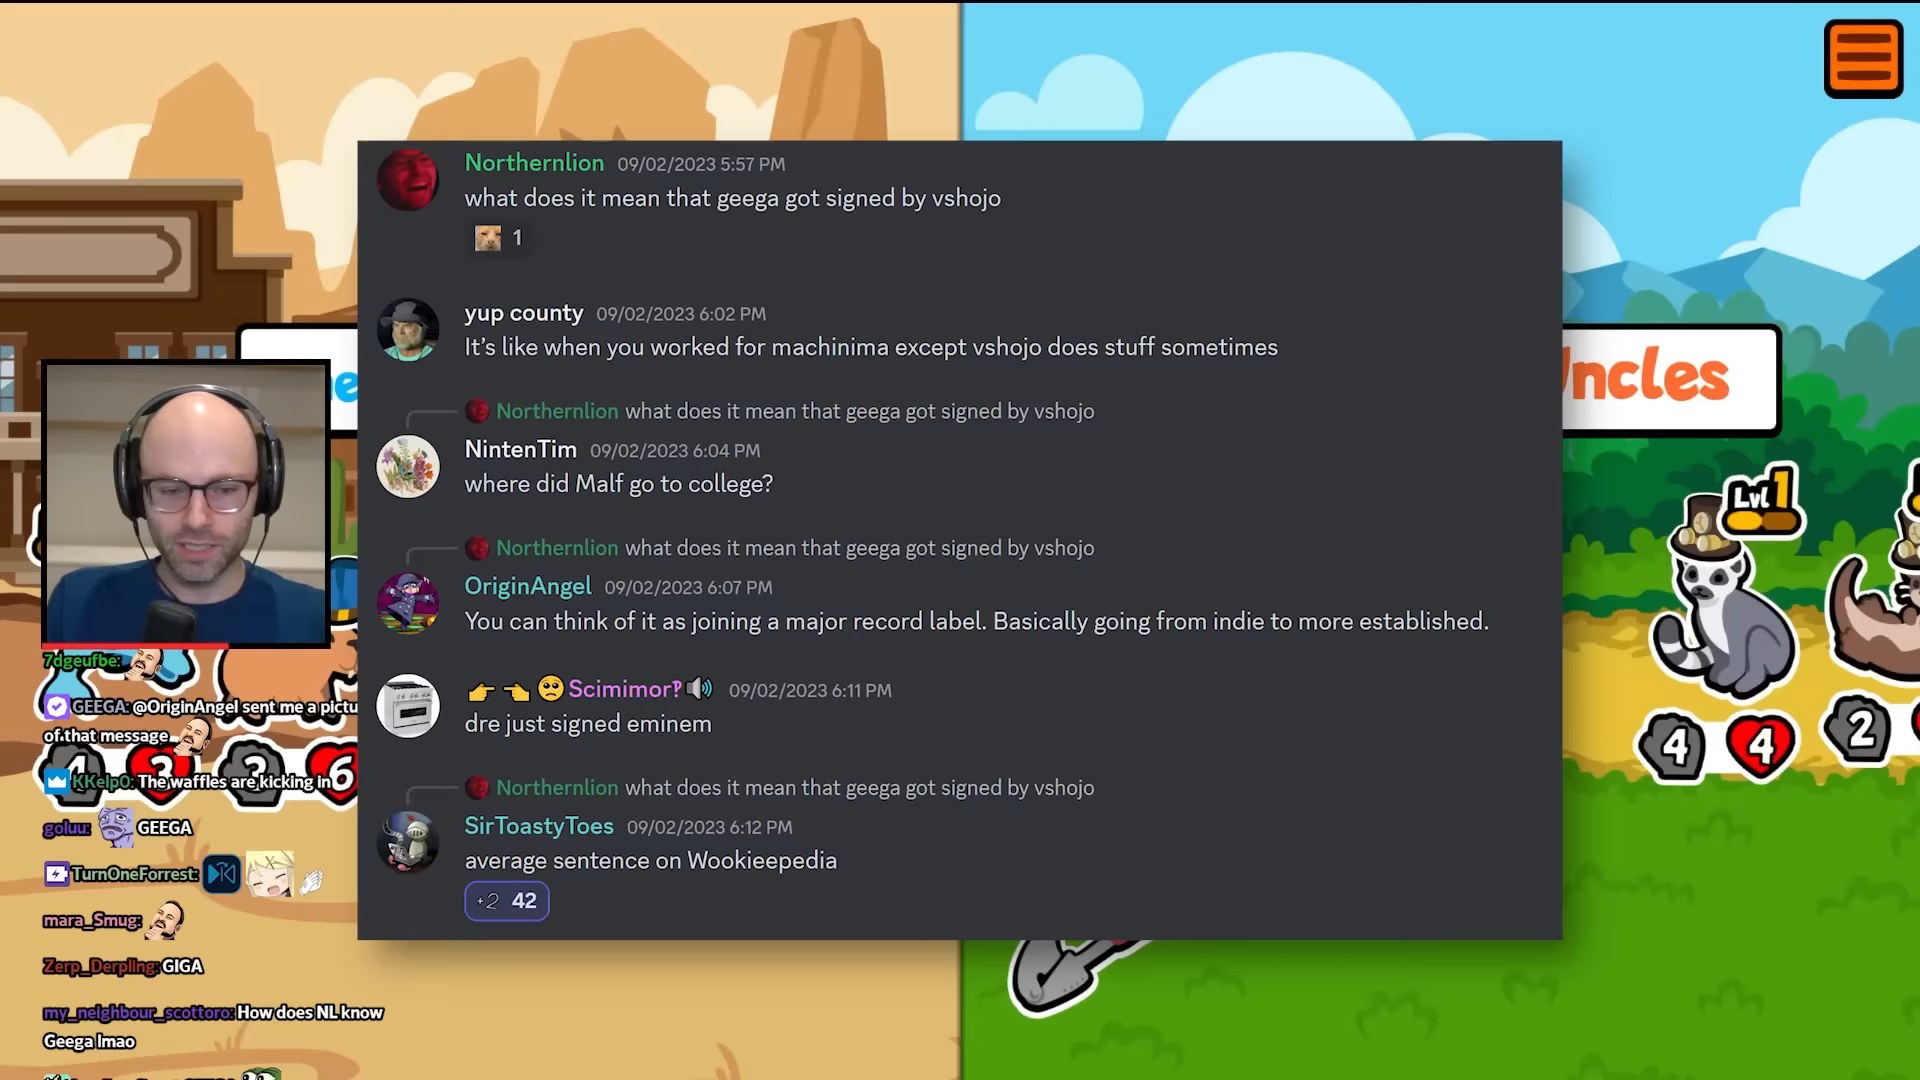 Northernlion 09/02/2023 5:57 PM
what does it mean that geega got signed by vshojo
1
yup county 09/02/2023 6:02 PM
It’s like when you worked for machinima except vshojo does stuff sometimes
Northernlion what does it mean that geega got signed by vshojo
NintenTim 09/02/2023 6:04 PM
where did Malf go to college?
Northernlion what does it mean that geega got signed by vshojo
OriginAngel 09/02/2023 6:07 PM
You can think of it as joining a major record label. Basically going from indie to more established.
👉 👈 🥺 Scimimor‽ 🔊 09/02/2023 6:11 PM
dre just signed eminem
Northernlion what does it mean that geega got signed by vshojo
SirToastyToes 09/02/2023 6:12 PM
average sentence on Wookieepedia
+2 42
ncles
Lvl 1
4 4 2
3 6
7dgeufbe:
GEEGA: @OriginAngel sent me a pictu
of that message
KKelp0: The waffles are kicking in
goluu: GEEGA
TurnOneForrest:
mara_Smug:
Zerp_Derpling: GIGA
my_neighbour_scottoro: How does NL know
Geega lmao